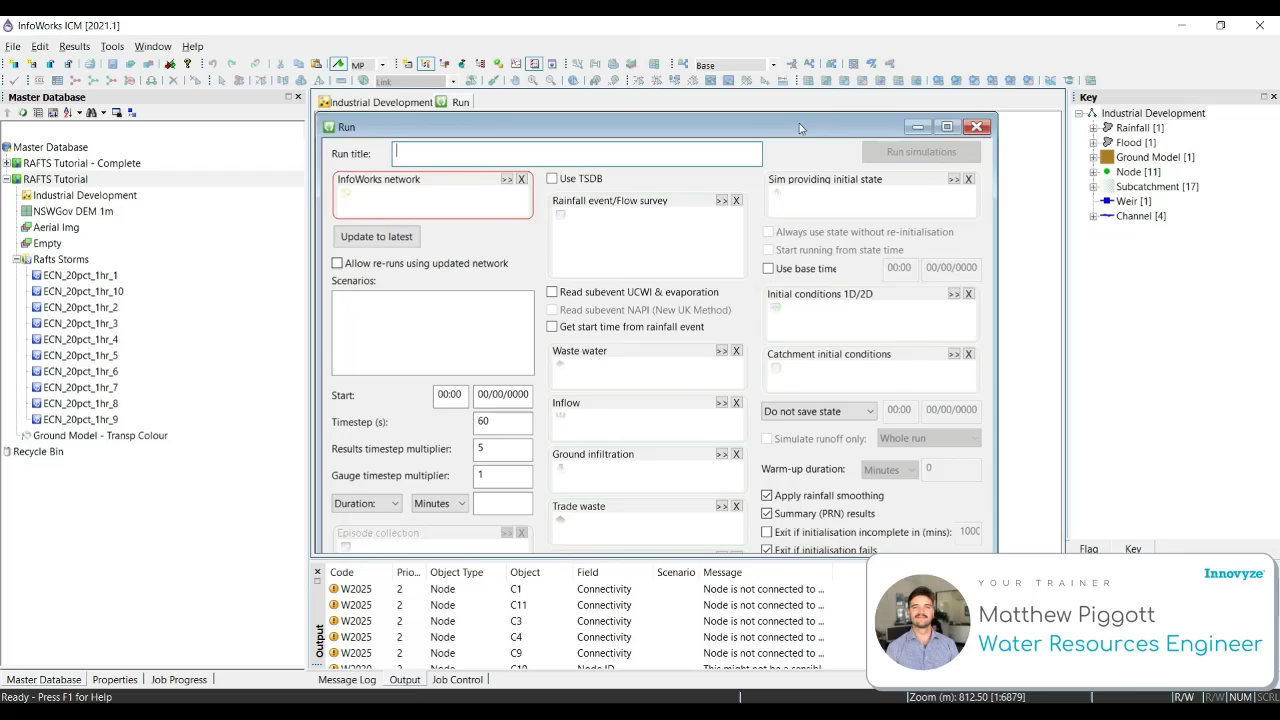 InfoWorks ICM [2021.1]
File Edit Results Tools Window Help
MP
Link
Base
Master Database
Master Database
RAFTS Tutorial - Complete
RAFTS Tutorial
Industrial Development
NSWGov DEM 1m
Aerial Img
Empty
Rafts Storms
ECN_20pct_1hr_1
ECN_20pct_1hr_10
ECN_20pct_1hr_2
ECN_20pct_1hr_3
ECN_20pct_1hr_4
ECN_20pct_1hr_5
ECN_20pct_1hr_6
ECN_20pct_1hr_7
ECN_20pct_1hr_8
ECN_20pct_1hr_9
Ground Model - Transp Colour
Recycle Bin
Master Database Properties Job Progress
Industrial Development Run
Run
Run title:
Run simulations
InfoWorks network >> X
Update to latest
Allow re-runs using updated network
Scenarios:
Start: 00:00 00/00/0000
Timestep (s): 60
Results timestep multiplier: 5
Gauge timestep multiplier: 1
Duration: Minutes
Episode collection >> X
Use TSDB
Rainfall event/Flow survey >> X
Read subevent UCWI & evaporation
Read subevent NAPI (New UK Method)
Get start time from rainfall event
Waste water >> X
Inflow >> X
Ground infiltration >> X
Trade waste >> X
Sim providing initial state >> X
Always use state without re-initialisation
Start running from state time
Use base time 00:00 00/00/0000
Initial conditions 1D/2D >> X
Catchment initial conditions >> X
Do not save state 00:00 00/00/0000
Simulate runoff only: Whole run
Warm-up duration: Minutes 0
Apply rainfall smoothing
Summary (PRN) results
Exit if initialisation incomplete in (mins):
Exit if initialisation fails
Key
Industrial Development
Rainfall [1]
Flood [1]
Ground Model [1]
Node [11]
Subcatchment [17]
Weir [1]
Channel [4]
Flag Key
Output
Code Prio... Object Type Object Field Scenario Message
W2025 2 Node C1 Connectivity Node is not connected to ...
W2025 2 Node C11 Connectivity Node is not connected to ...
W2025 2 Node C3 Connectivity Node is not connected to ...
W2025 2 Node C4 Connectivity Node is not connected to ...
W2025 2 Node C9 Connectivity Node is not connected to ...
Message Log Output Job Control
YOUR TRAINER
Innovyze
Matthew Piggott
Water Resources Engineer
Ready - Press F1 for Help
Zoom (m): 812.50 [1:6879]
R/W R/W NUM SCRL